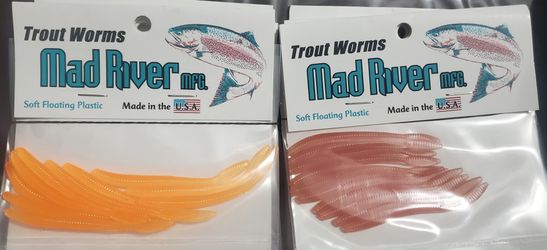 Trout Worms
Mad River MFG.
Soft Floating Plastic Made in the U.S.A.
Trout Worms
Mad River MFG.
Soft Floating Plastic Made in the U.S.A.